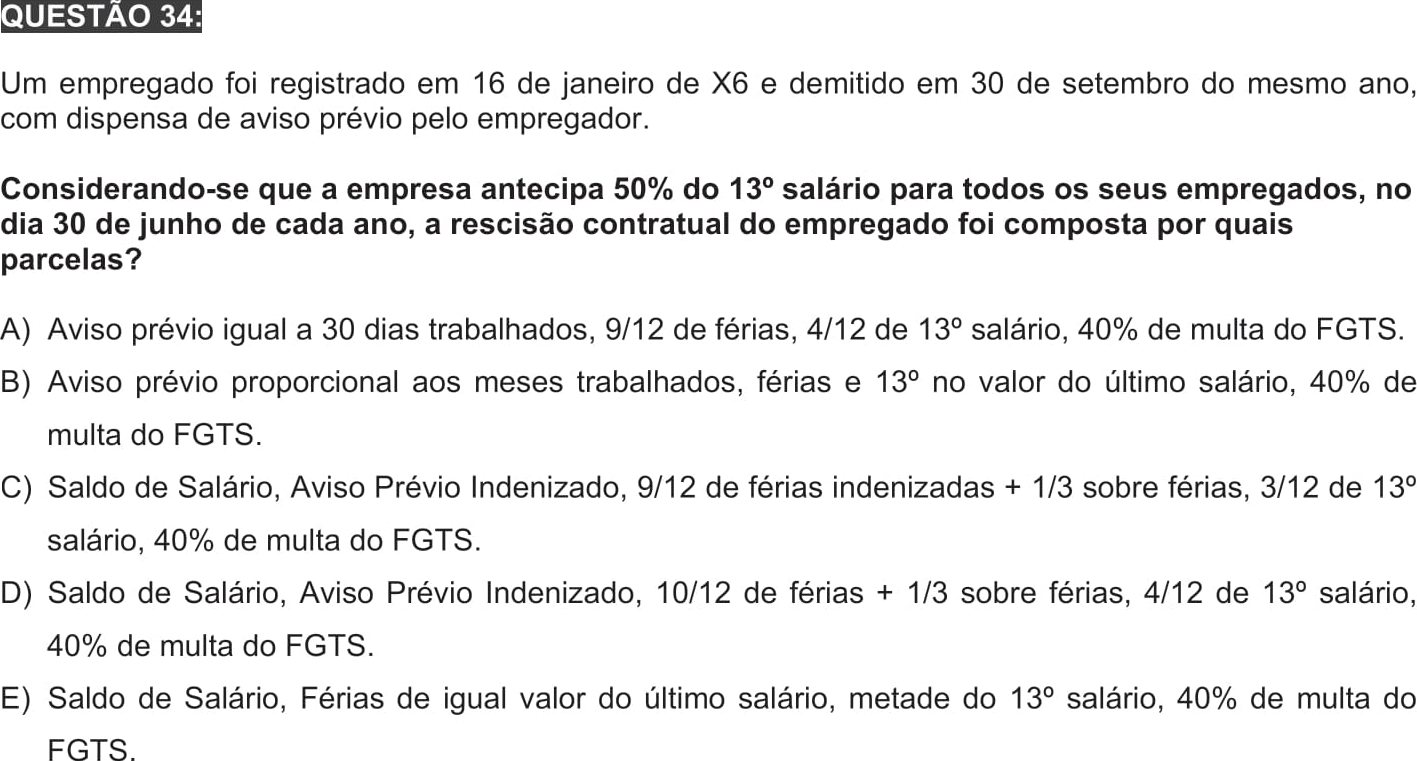 QUESTÃO 34:
Um empregado foi registrado em 16 de janeiro de X6 e demitido em 30 de setembro do mesmo ano,
com dispensa de aviso prévio pelo empregador.
Considerando-se que a empresa antecipa 50% do 13º salário para todos os seus empregados, no
dia 30 de junho de cada ano, a rescisão contratual do empregado foi composta por quais
parcelas?
A) Aviso prévio igual a 30 dias trabalhados, 9/12 de férias, 4/12 de 13º salário, 40% de multa do FGTS.
B) Aviso prévio proporcional aos meses trabalhados, férias e 13º no valor do último salário, 40% de
multa do FGTS.
C) Saldo de Salário, Aviso Prévio Indenizado, 9/12 de férias indenizadas + 1/3 sobre férias, 3/12 de 13º
salário, 40% de multa do FGTS.
D) Saldo de Salário, Aviso Prévio Indenizado, 10/12 de férias + 1/3 sobre férias, 4/12 de 13º salário,
40% de multa do FGTS.
E) Saldo de Salário, Férias de igual valor do último salário, metade do 13º salário, 40% de multa do
FGTS.